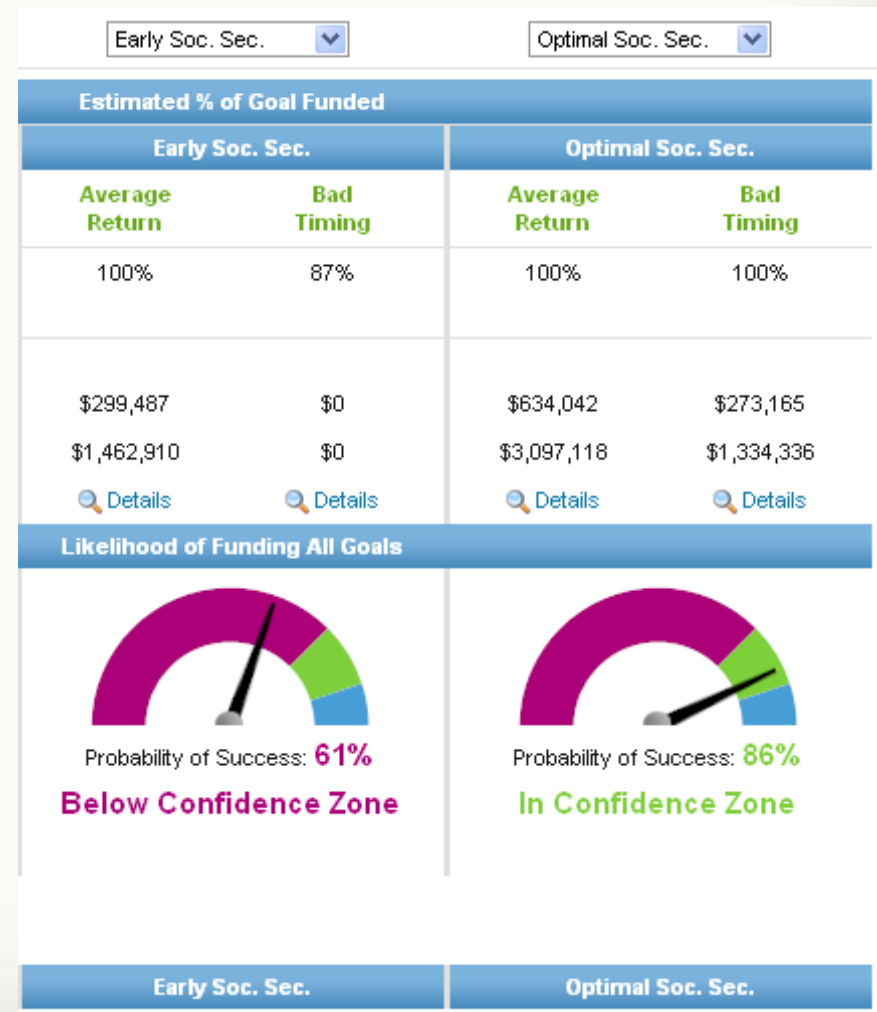 Early Soc. Sec. Optimal Soc. Sec.
Estimated % of Goal Funded
Early Soc. Sec. Optimal Soc. Sec.
Average Bad Average Bad
Return Timing Return Timing
100% 87% 100% 100%
$299,487 $0 $634,042 $273,165
$1,462,910 $0 $3,097,118 $1,334,336
Details Details Details Details
Likelihood of Funding All Goals
Probability of Success: 61% Probability of Success: 86%
Below Confidence Zone In Confidence Zone
Early Soc. Sec. Optimal Soc. Sec.